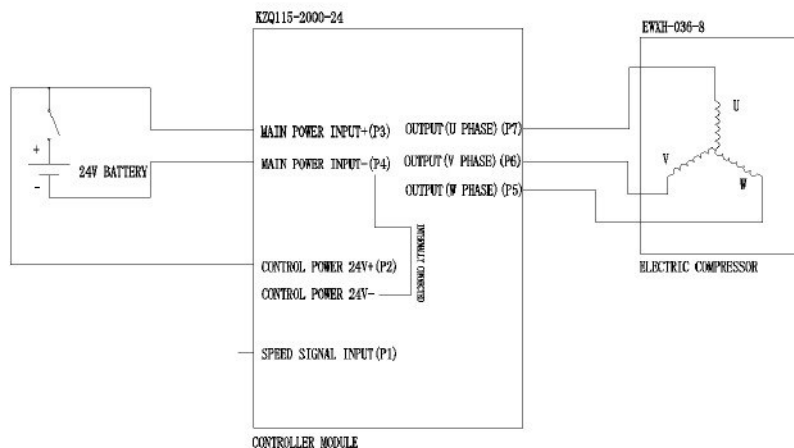 KZQ115-2000-24
EWXH-036-8
MAIN POWER INPUT+(P3)
OUTPUT(U PHASE)(P7)
U
+
MAIN POWER INPUT-(P4)
OUTPUT(V PHASE)(P6)
V
24V BATTERY
-
OUTPUT(W PHASE)(P5)
W
INTERNALLY CONNECTED
CONTROL POWER 24V+(P2)
ELECTRIC COMPRESSOR
CONTROL POWER 24V-
SPEED SIGNAL INPUT(P1)
CONTROLLER MODULE